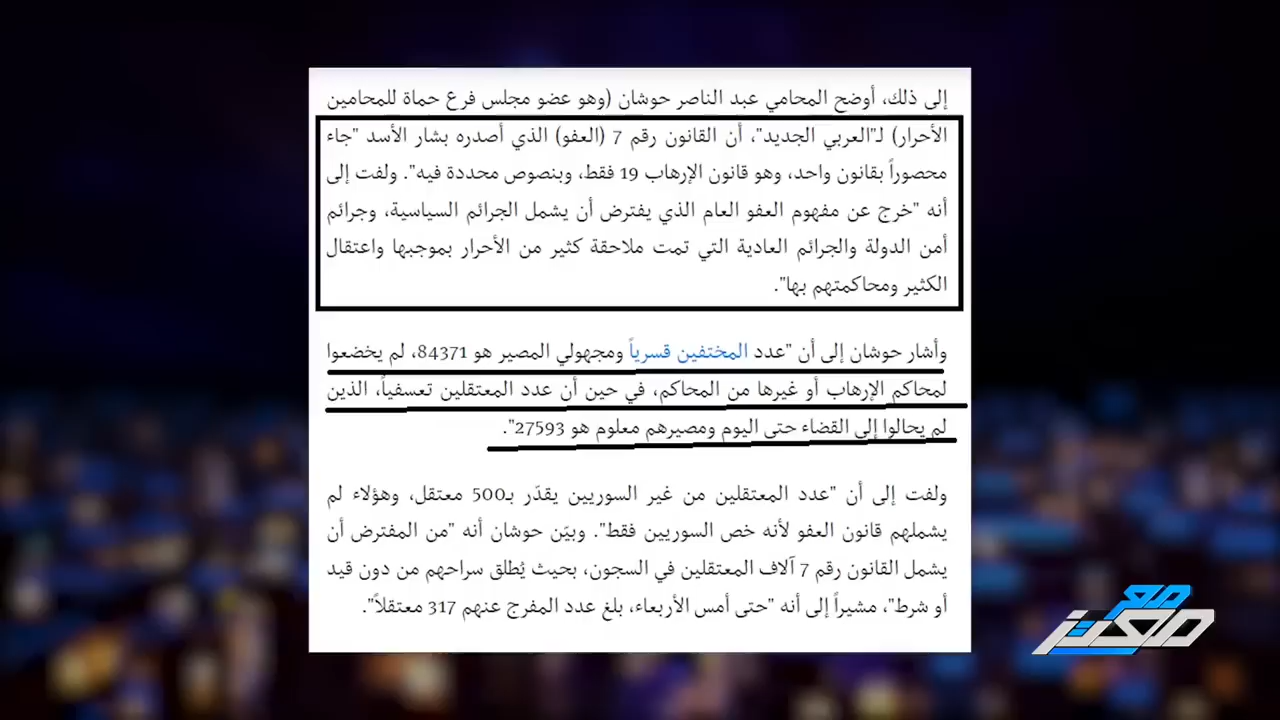 إلى ذلك، أوضح المحامي عبد الناصر حوشان (وهو عضو مجلس فرع حماة للمحامين
الأحرار) لـ"العربي الجديد"، أن القانون رقم 7 (العفو) الذي أصدره بشار الأسد "جاء
محصوراً بقانون واحد، وهو قانون الإرهاب 19 فقط، وبنصوص محددة فيه". ولفت إلى
أنه "خرج عن مفهوم العفو العام الذي يفترض أن يشمل الجرائم السياسية، وجرائم
أمن الدولة والجرائم العادية التي تمت ملاحقة كثير من الأحرار بموجبها واعتقال
الكثير ومحاكمتهم بها".
وأشار حوشان إلى أن "عدد المختفين قسرياً ومجهولي المصير هو 84371، لم يخضعوا
لمحاكم الإرهاب أو غيرها من المحاكم، في حين أن عدد المعتقلين تعسفياً، الذين
لم يحالوا إلى القضاء حتى اليوم ومصيرهم معلوم هو 27593".
ولفت إلى أن "عدد المعتقلين من غير السوريين يقدّر بـ500 معتقل، وهؤلاء لم
يشملهم قانون العفو لأنه خص السوريين فقط". وبيّن حوشان أنه "من المفترض أن
يشمل القانون رقم 7 آلاف المعتقلين في السجون، بحيث يُطلق سراحهم من دون قيد
أو شرط"، مشيراً إلى أنه "حتى أمس الأربعاء، بلغ عدد المفرج عنهم 317 معتقلاً".
مع